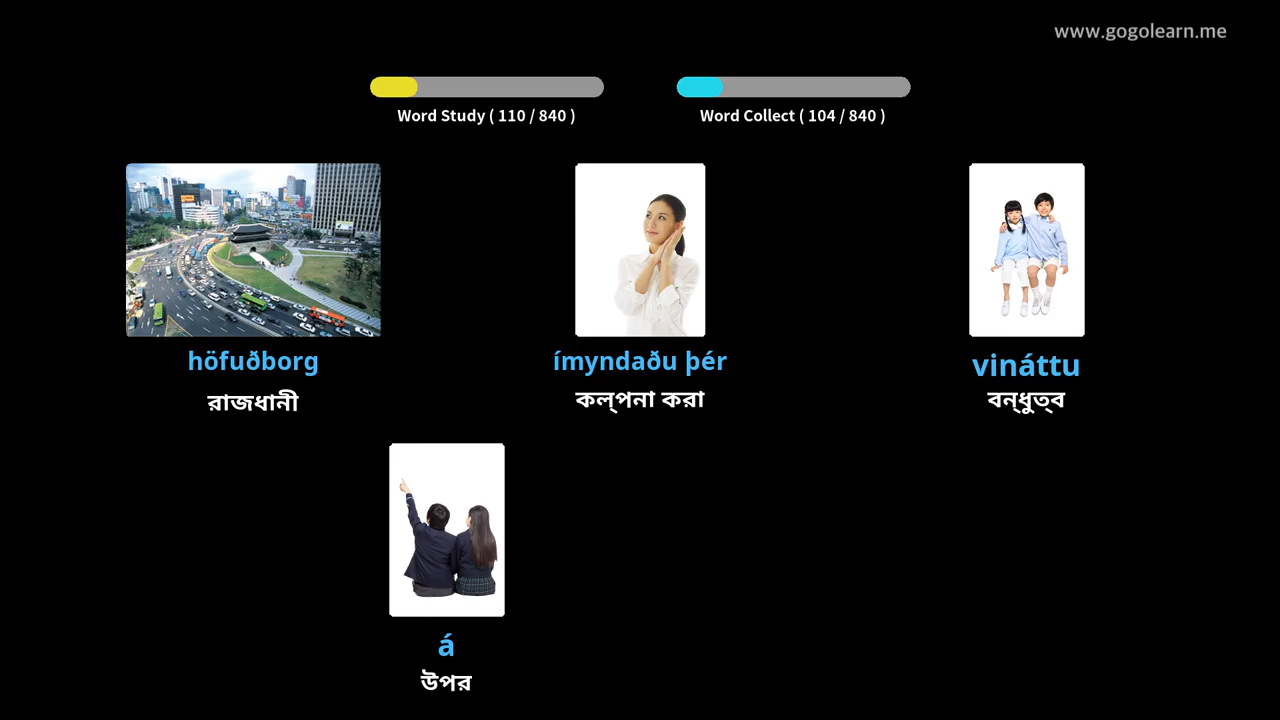 www.gogolearn.me
Word Study ( 110 / 840 )
Word Collect ( 104 / 840 )
höfuðborg
রাজধানী
ímyndaðu þér
কল্পনা করা
vináttu
বন্ধুত্ব
á
উপর